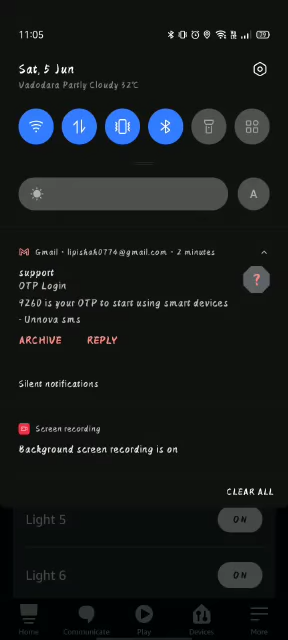 11:05
Sat, 5 Jun
Vadodara Partly Cloudy 32°C
A
Gmail • lipishah0774@gmail.com • 2 minutes
support
OTP Login
?
9260 is your OTP to start using smart devices
- Unnova sms
ARCHIVE REPLY
Silent notifications
Screen recording
Background screen recording is on
CLEAR ALL
Light 5 ON
Light 6 ON
Home Communicate Play Devices More